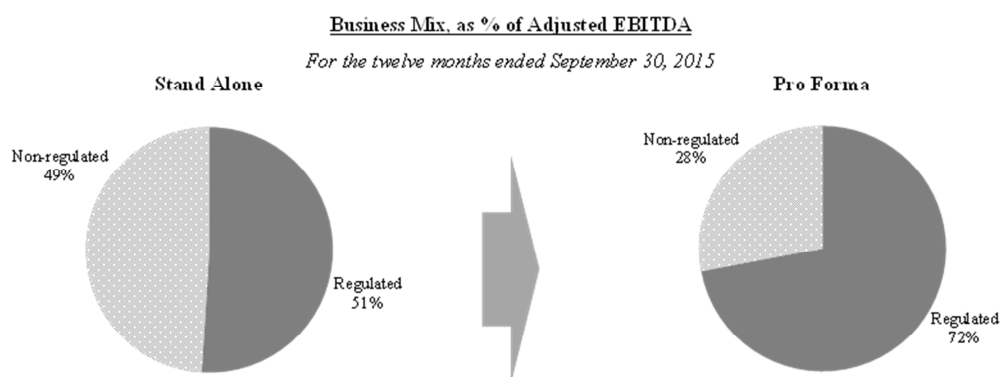 Business Mix, as % of Adjusted EBITDA
For the twelve months ended September 30, 2015
Stand Alone
Non-regulated
49%
Regulated
51%
Pro Forma
Non-regulated
28%
Regulated
72%